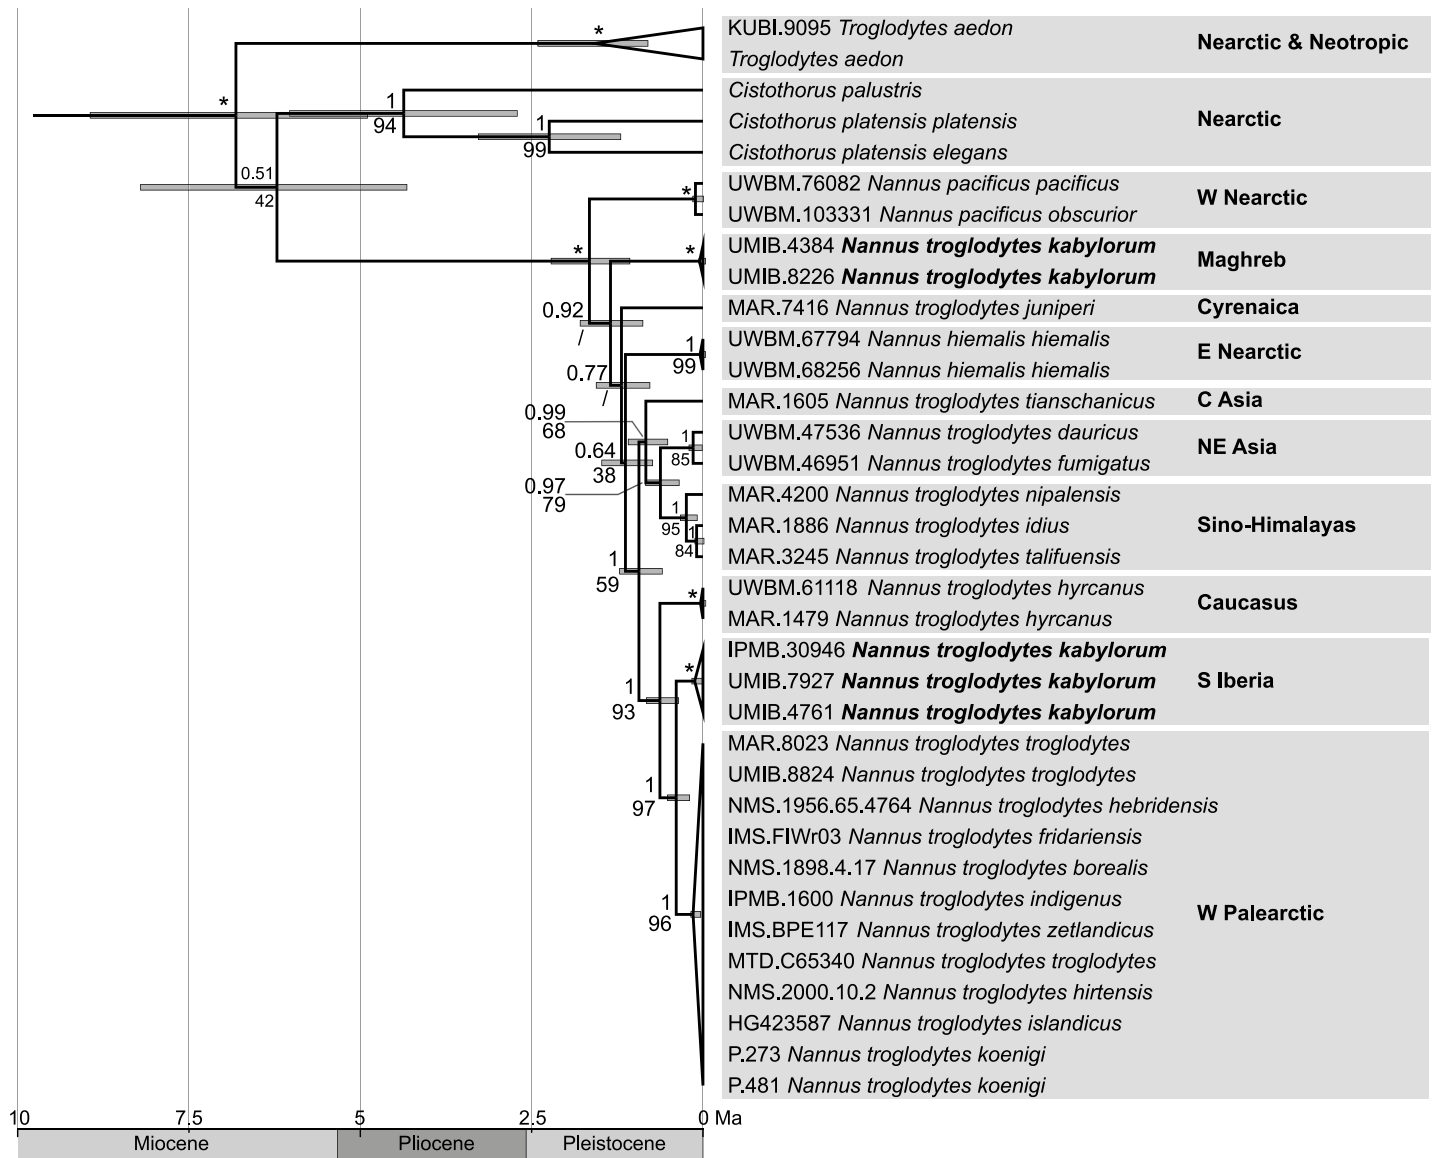 *
KUBI.9095 Troglodytes aedon
Troglodytes aedon
Nearctic & Neotropic
*
1
94
1
99
Cistothorus palustris
Cistothorus platensis platensis
Cistothorus platensis elegans
Nearctic
0.51
42
*
UWBM.76082 Nannus pacificus pacificus
UWBM.103331 Nannus pacificus obscurior
W Nearctic
*
*
UMIB.4384 Nannus troglodytes kabylorum
UMIB.8226 Nannus troglodytes kabylorum
Maghreb
0.92
/
MAR.7416 Nannus troglodytes juniperi
Cyrenaica
1
99
UWBM.67794 Nannus hiemalis hiemalis
UWBM.68256 Nannus hiemalis hiemalis
E Nearctic
0.77
/
MAR.1605 Nannus troglodytes tianschanicus
C Asia
0.99
68
1
85
UWBM.47536 Nannus troglodytes dauricus
UWBM.46951 Nannus troglodytes fumigatus
NE Asia
0.64
38
0.97
79
1
95
1
84
MAR.4200 Nannus troglodytes nipalensis
MAR.1886 Nannus troglodytes idius
MAR.3245 Nannus troglodytes talifuensis
Sino-Himalayas
1
59
*
UWBM.61118 Nannus troglodytes hyrcanus
MAR.1479 Nannus troglodytes hyrcanus
Caucasus
1
93
*
IPMB.30946 Nannus troglodytes kabylorum
UMIB.7927 Nannus troglodytes kabylorum
UMIB.4761 Nannus troglodytes kabylorum
S Iberia
1
97
1
96
MAR.8023 Nannus troglodytes troglodytes
UMIB.8824 Nannus troglodytes troglodytes
NMS.1956.65.4764 Nannus troglodytes hebridensis
IMS.FIWr03 Nannus troglodytes fridariensis
NMS.1898.4.17 Nannus troglodytes borealis
IPMB.1600 Nannus troglodytes indigenus
IMS.BPE117 Nannus troglodytes zetlandicus
MTD.C65340 Nannus troglodytes troglodytes
NMS.2000.10.2 Nannus troglodytes hirtensis
HG423587 Nannus troglodytes islandicus
P.273 Nannus troglodytes koenigi
P.481 Nannus troglodytes koenigi
W Palearctic
10 7.5 5 2.5 0 Ma
Miocene Pliocene Pleistocene